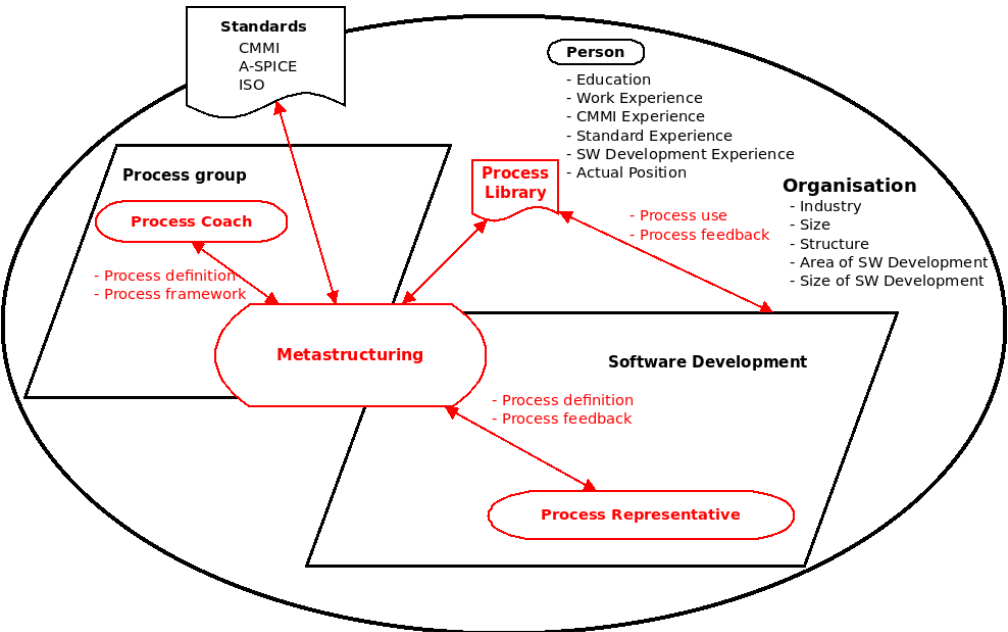 Standards
CMMI
A-SPICE
ISO
Person
- Education
- Work Experience
- CMMI Experience
- Standard Experience
- SW Development Experience
- Actual Position
Process group
Process Coach
- Process definition
- Process framework
Process
Library
- Process use
- Process feedback
Organisation
- Industry
- Size
- Structure
- Area of SW Development
- Size of SW Development
Metastructuring
Software Development
- Process definition
- Process feedback
Process Representative